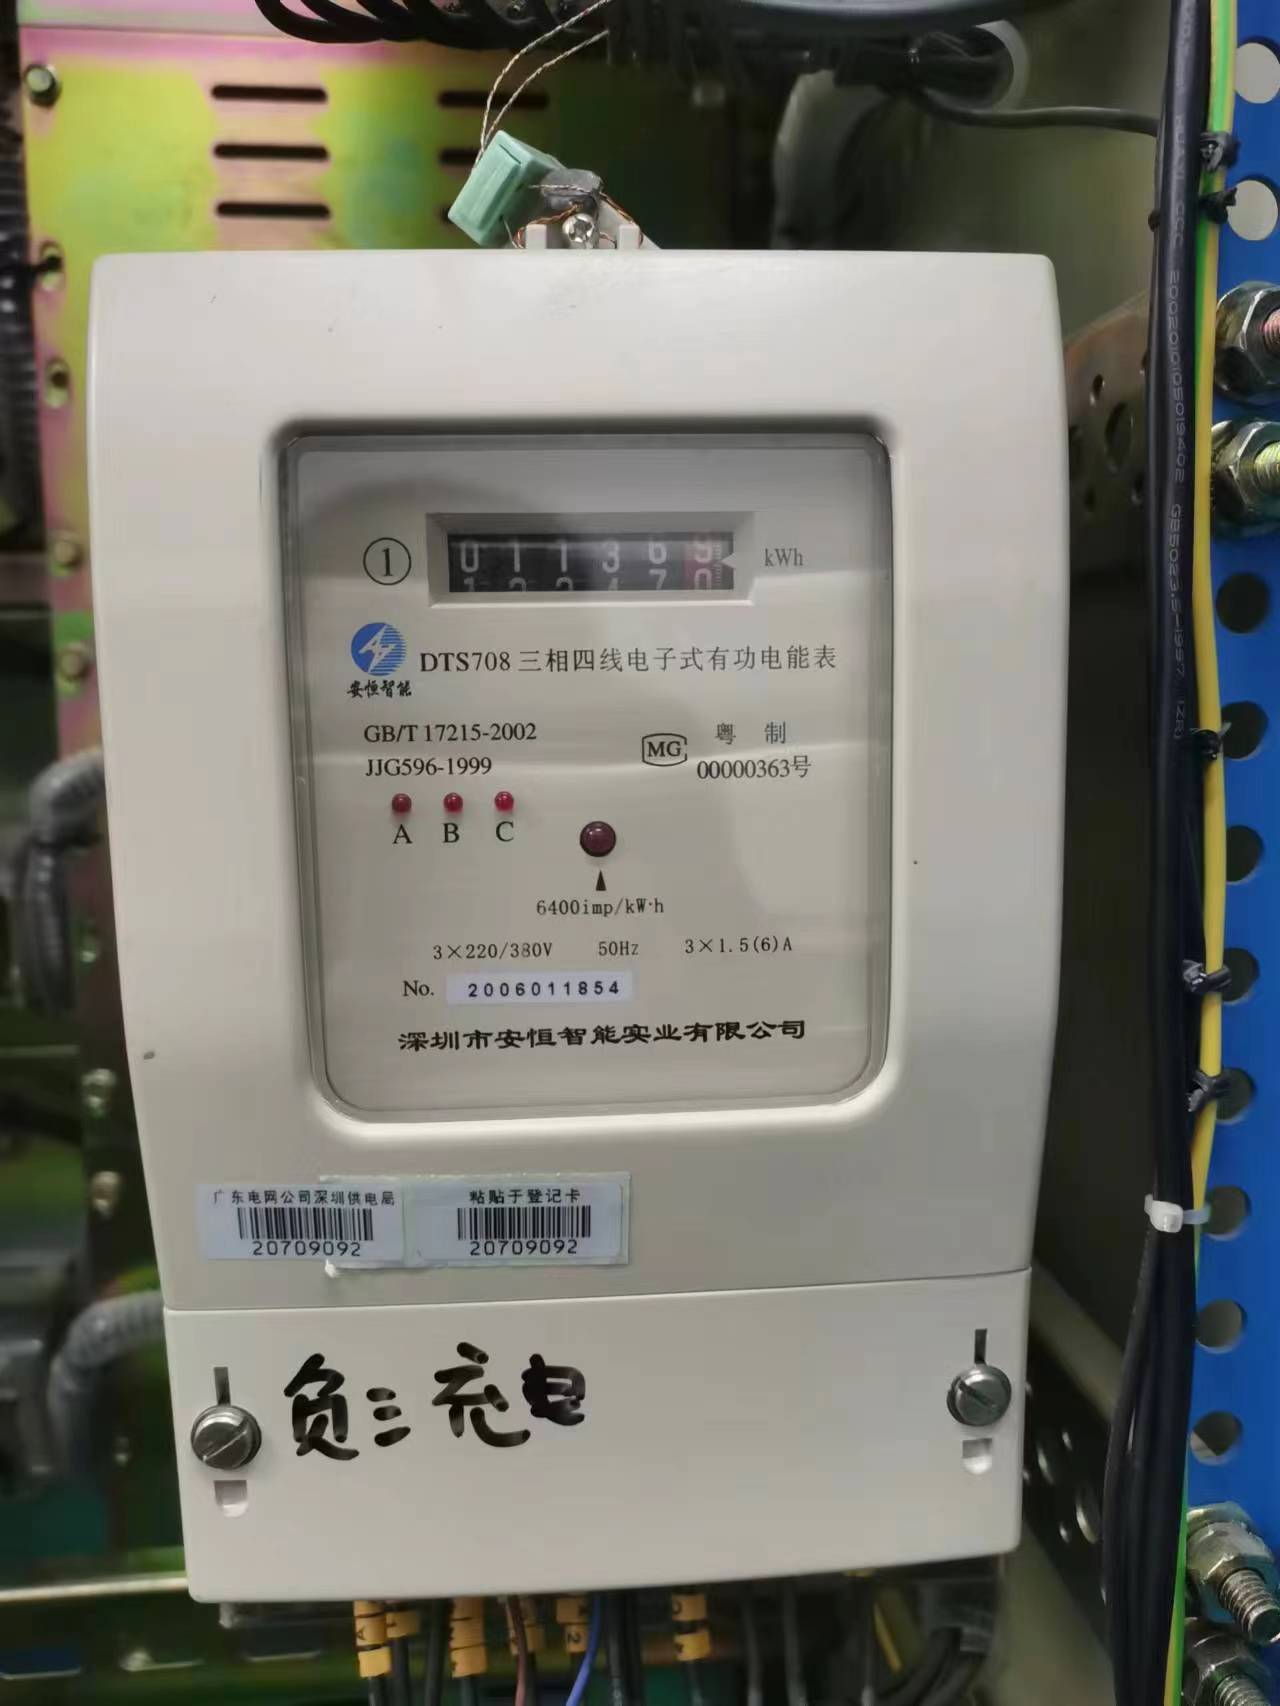 ① 011369 kWh
安恒智能
DTS708 三相四线电子式有功电能表
GB/T 17215-2002
JJG596-1999
MG 粤 制
00000363号
A B C
6400imp/kW·h
3×220/380V 50Hz 3×1.5(6)A
No. 2006011854
深圳市安恒智能实业有限公司
广东电网公司深圳供电局
20709092
粘贴于登记卡
20709092
负三充电